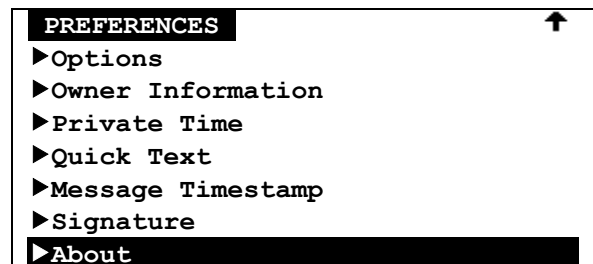 PREFERENCES
Options
Owner Information
Private Time
Quick Text
Message Timestamp
Signature
About